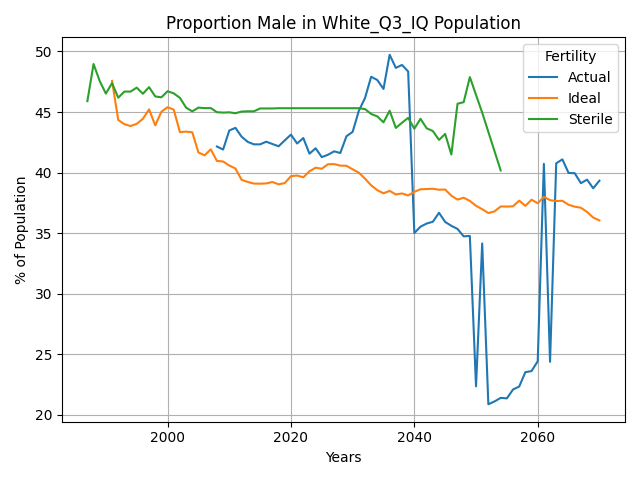 Proportion Male in White_Q3_IQ Population
% of Population
50
45
40
35
30
25
20
2000
2020
2040
2060
Years
Fertility
Actual
Ideal
Sterile